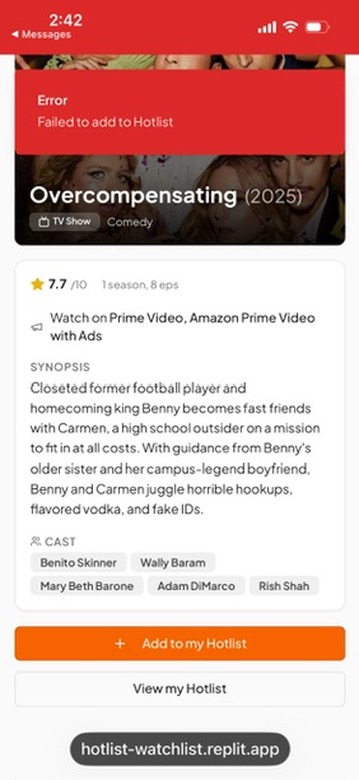 2:42
◀ Messages
Error
Failed to add to Hotlist
Overcompensating (2025)
TV Show Comedy
7.7 /10 1 season, 8 eps
Watch on Prime Video, Amazon Prime Video
with Ads
SYNOPSIS
Closeted former football player and
homecoming king Benny becomes fast friends
with Carmen, a high school outsider on a mission
to fit in at all costs. With guidance from Benny's
older sister and her campus-legend boyfriend,
Benny and Carmen juggle horrible hookups,
flavored vodka, and fake IDs.
CAST
Benito Skinner Wally Baram
Mary Beth Barone Adam DiMarco Rish Shah
+ Add to my Hotlist
View my Hotlist
hotlist-watchlist.replit.app